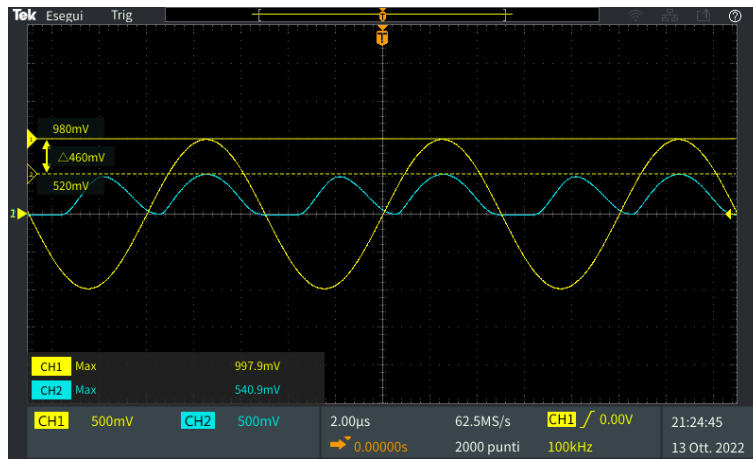 Tek Esegui Trig
T
T
980mV
△460mV
520mV
1
CH1 Max 997.9mV
CH2 Max 540.9mV
CH1 500mV CH2 500mV 2.00µs 62.5MS/s CH1 0.00V 21:24:45
0.00000s 2000 punti 100kHz 13 Ott. 2022